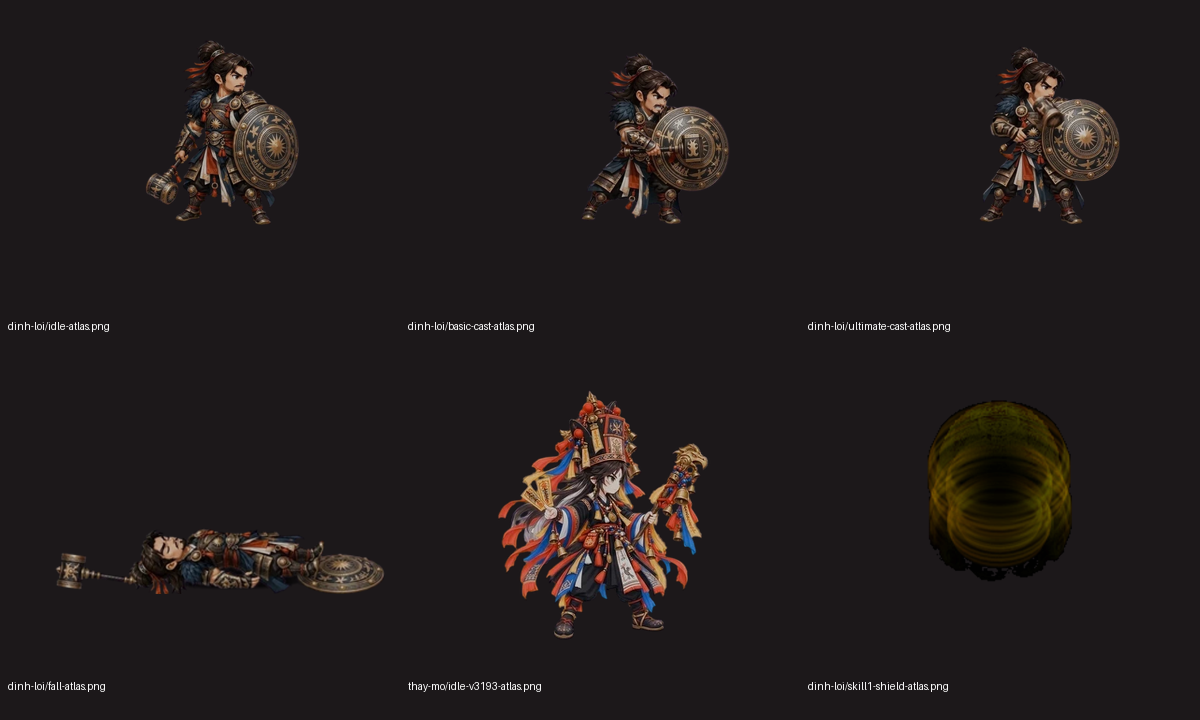 dinh-loi/idle-atlas.png
dinh-loi/basic-cast-atlas.png
dinh-loi/ultimate-cast-atlas.png
dinh-loi/fall-atlas.png
thay-mo/idle-v3193-atlas.png
dinh-loi/skill1-shield-atlas.png